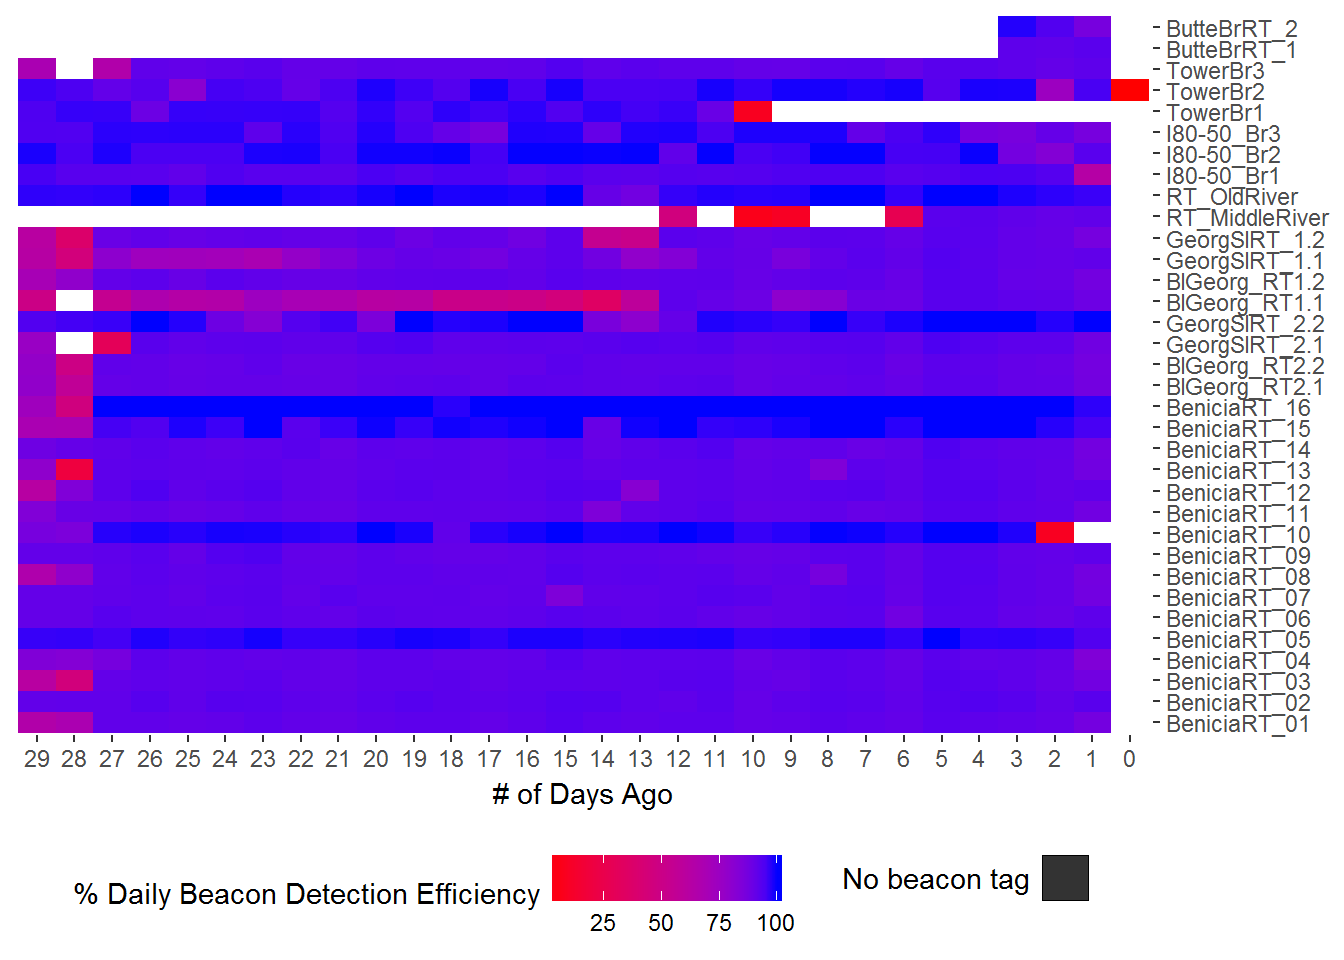 ButteBrRT_2
ButteBrRT_1
TowerBr3
TowerBr2
TowerBr1
I80-50_Br3
I80-50_Br2
I80-50_Br1
RT_OldRiver
RT_MiddleRiver
GeorgSlRT_1.2
GeorgSlRT_1.1
BlGeorg_RT1.2
BlGeorg_RT1.1
GeorgSlRT_2.2
GeorgSlRT_2.1
BlGeorg_RT2.2
BlGeorg_RT2.1
BeniciaRT_16
BeniciaRT_15
BeniciaRT_14
BeniciaRT_13
BeniciaRT_12
BeniciaRT_11
BeniciaRT_10
BeniciaRT_09
BeniciaRT_08
BeniciaRT_07
BeniciaRT_06
BeniciaRT_05
BeniciaRT_04
BeniciaRT_03
BeniciaRT_02
BeniciaRT_01
29 28 27 26 25 24 23 22 21 20 19 18 17 16 15 14 13 12 11 10 9 8 7 6 5 4 3 2 1 0
# of Days Ago
% Daily Beacon Detection Efficiency
25 50 75 100
No beacon tag